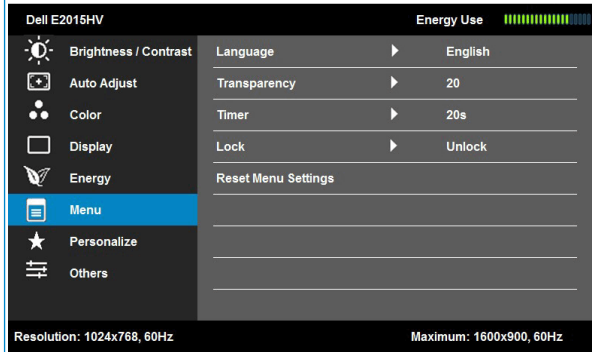 Dell E2015HV Energy Use
Brightness / Contrast Language English
Auto Adjust Transparency 20
Color Timer 20s
Display Lock Unlock
Energy Reset Menu Settings
Menu
Personalize
Others
Resolution: 1024x768, 60Hz Maximum: 1600x900, 60Hz